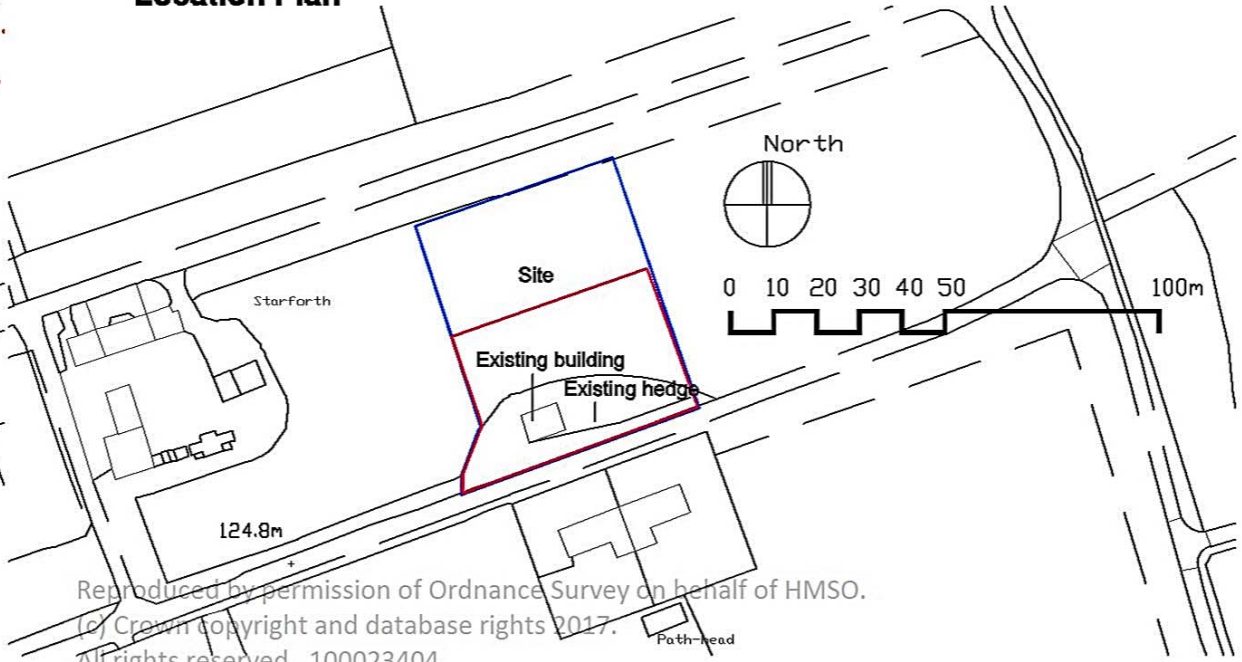 Location Plan
North
Site
0 10 20 30 40 50 100m
Starforth
Existing building
Existing hedge
124.8m
Reproduced by permission of Ordnance Survey on behalf of HMSO.
(c) Crown copyright and database rights 2017.
Path-head
All rights reserved. 100023404